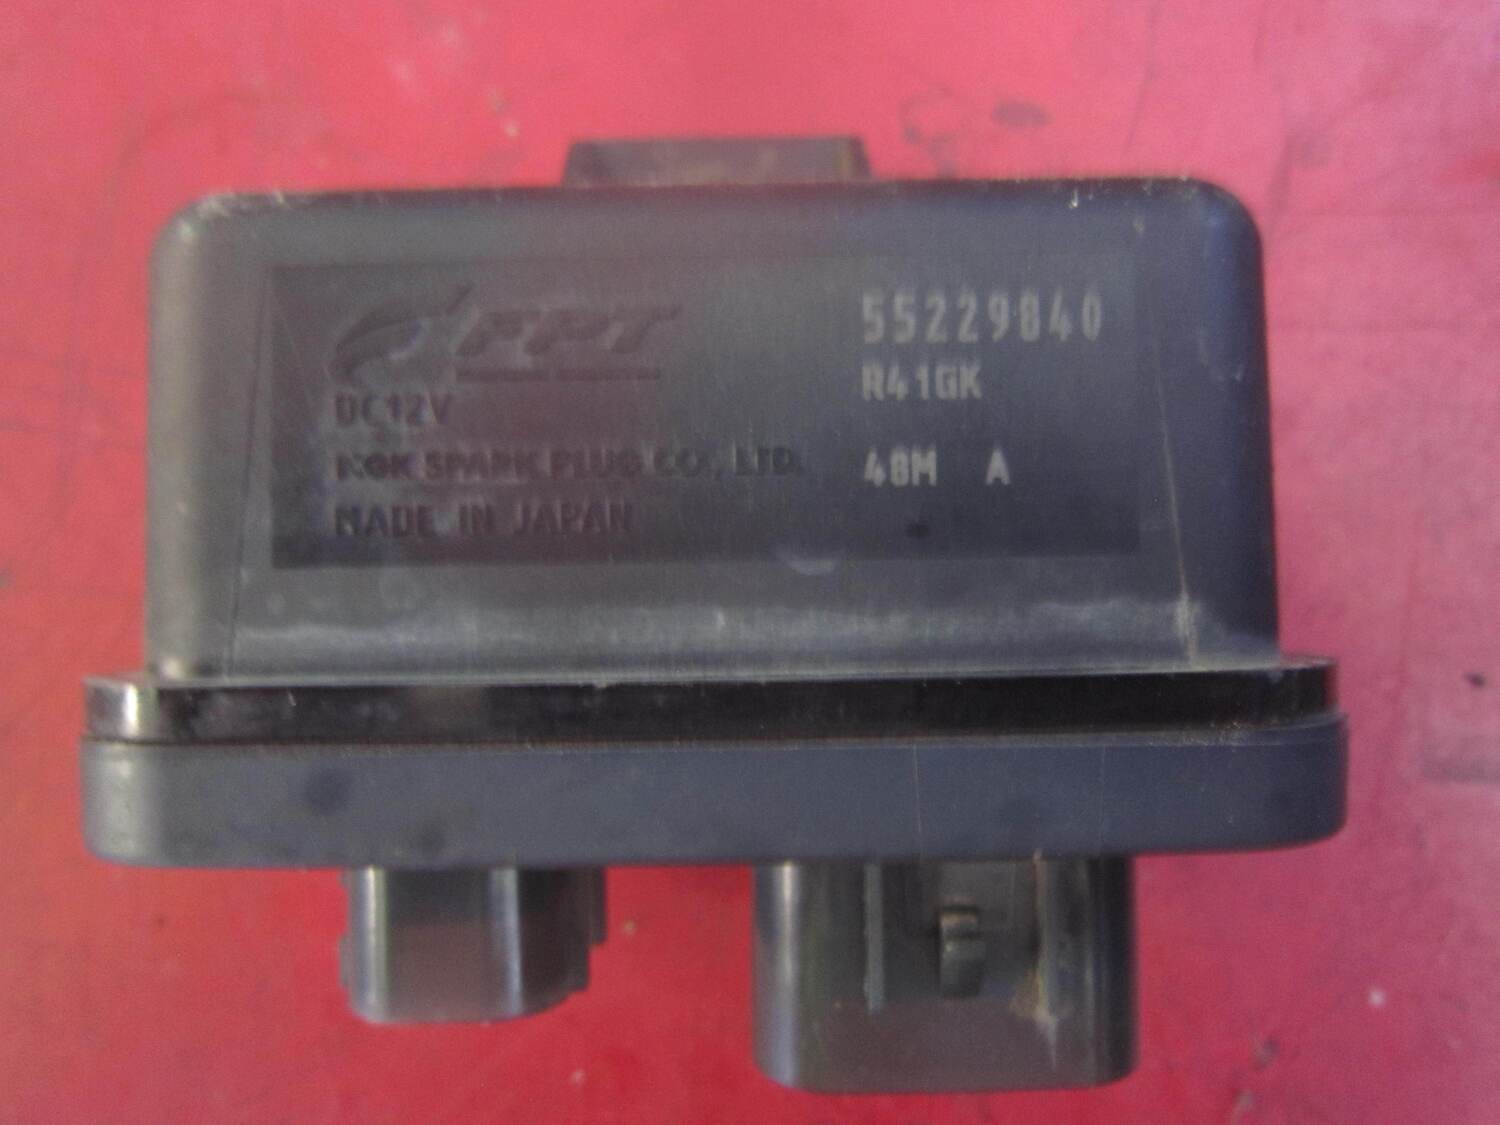 FPT
55229840
DC12V
R41GK
NGK SPARK PLUG CO., LTD.
48M A
MADE IN JAPAN